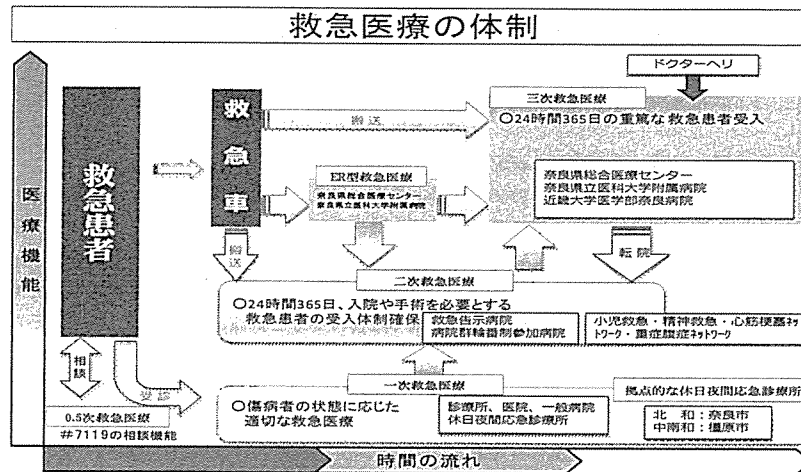 救急医療の体制
ドクターヘリ
三次救急医療
〇24時間365日の重篤な救急患者受入
奈良県総合医療センター
奈良県立医科大学附属病院
近畿大学医学部奈良病院
救急車
搬送
ER型救急医療
奈良県総合医療センター
奈良県立医科大学附属病院
救急患者
医療機能
搬送
転院
二次救急医療
〇24時間365日、入院や手術を必要とする
救急患者の受入体制確保
救急告示病院
病院群輪番制参加病院
小児救急・精神救急・心筋梗塞ネッ
トワーク・重症腹症ネットワーク
相談
受診
0.5次救急医療
#7119の相談機能
一次救急医療
〇傷病者の状態に応じた
適切な救急医療
診療所、医院、一般病院
休日夜間応急診療所
拠点的な休日夜間応急診療所
北 和：奈良市
中南和：橿原市
時間の流れ